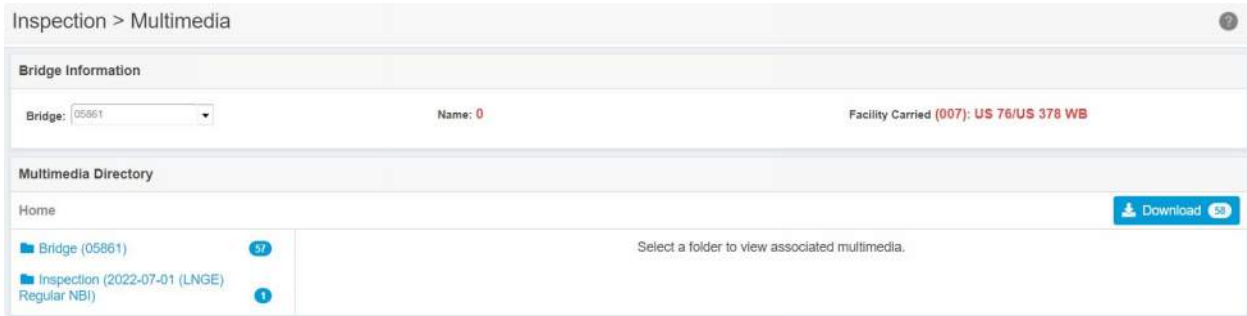 Inspection > Multimedia
?
Bridge Information
Bridge: 05861
Name: 0
Facility Carried (007): US 76/US 378 WB
Multimedia Directory
Home
Download 58
Bridge (05861) 57
Select a folder to view associated multimedia.
Inspection (2022-07-01 (LNGE)
Regular NBI) 1